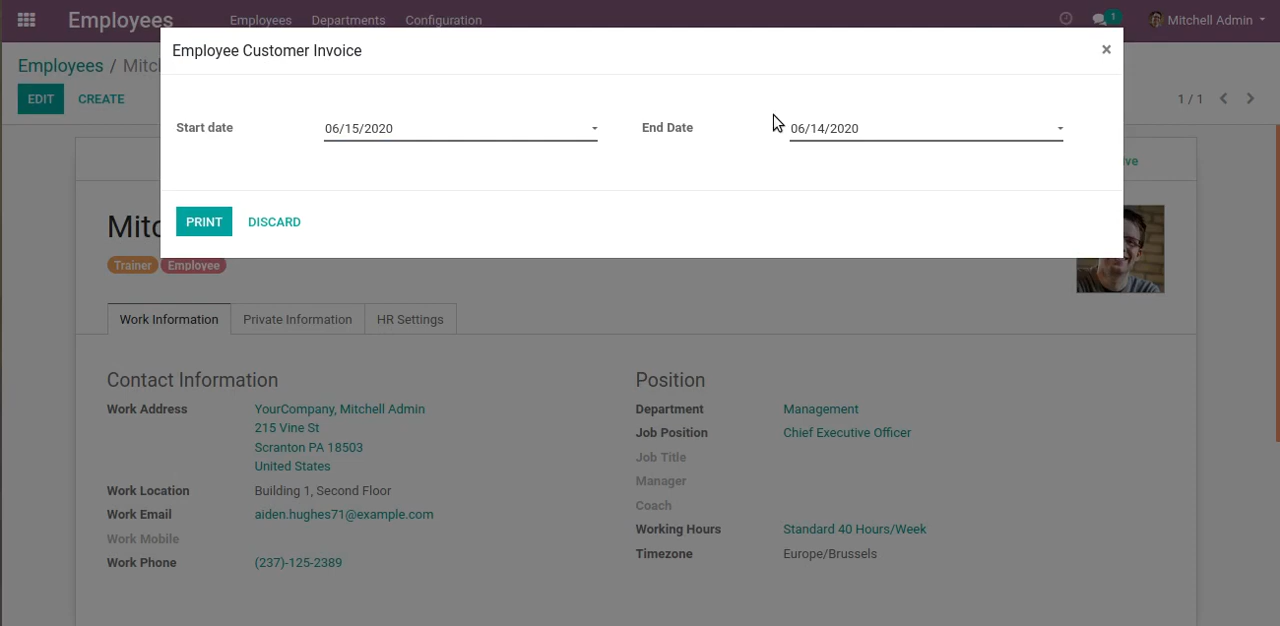 Employees Employees Departments Configuration 1 Mitchell Admin
Employee Customer Invoice ×
Employees / Mitc
EDIT CREATE 1 / 1
Start date 06/15/2020 End Date 06/14/2020
ve
PRINT DISCARD
Mitc
Trainer Employee
Work Information Private Information HR Settings
Contact Information
Work Address YourCompany, Mitchell Admin
215 Vine St
Scranton PA 18503
United States
Work Location Building 1, Second Floor
Work Email aiden.hughes71@example.com
Work Mobile
Work Phone (237)-125-2389
Position
Department Management
Job Position Chief Executive Officer
Job Title
Manager
Coach
Working Hours Standard 40 Hours/Week
Timezone Europe/Brussels